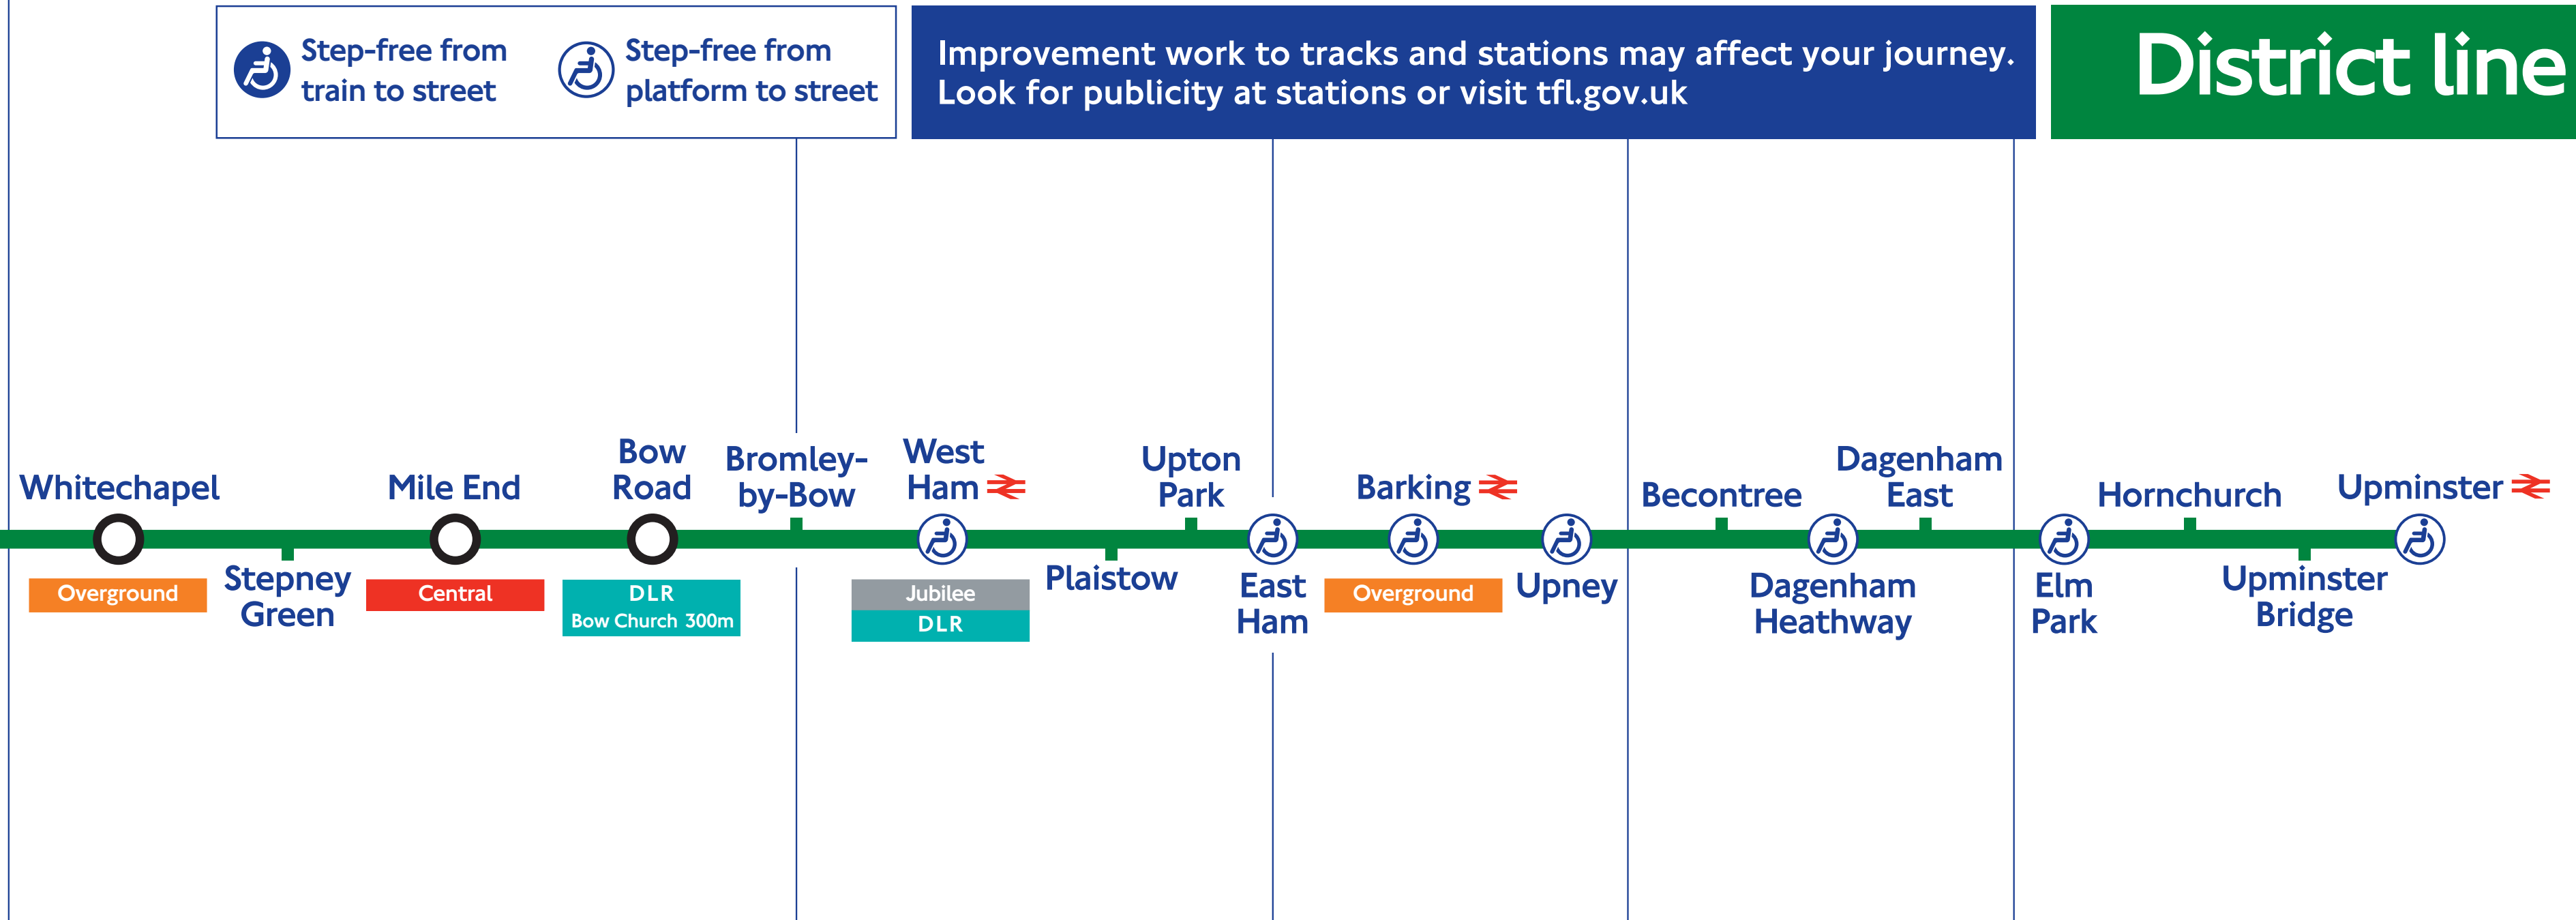 Step-free from
train to street
Step-free from
platform to street
Improvement work to tracks and stations may affect your journey.
Look for publicity at stations or visit tfl.gov.uk
District line
Whitechapel
Overground
Stepney
Green
Mile End
Central
Bow
Road
DLR
Bow Church 300m
Bromley-
by-Bow
West
Ham
Jubilee
DLR
Plaistow
Upton
Park
East
Ham
Barking
Overground
Upney
Becontree
Dagenham
Heathway
Dagenham
East
Elm
Park
Hornchurch
Upminster
Bridge
Upminster